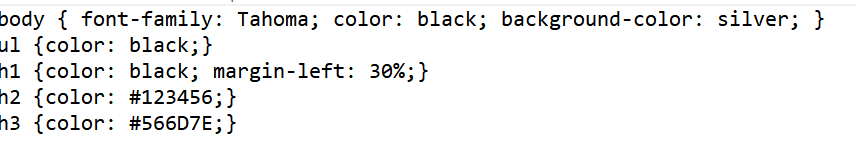 body { font-family: Tahoma; color: black; background-color: silver; }
ul {color: black;}
h1 {color: black; margin-left: 30%;}
h2 {color: #123456;}
h3 {color: #566D7E;}